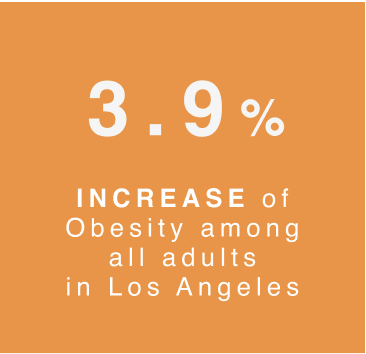 3.9%
INCREASE of
Obesity among
all adults
in Los Angeles